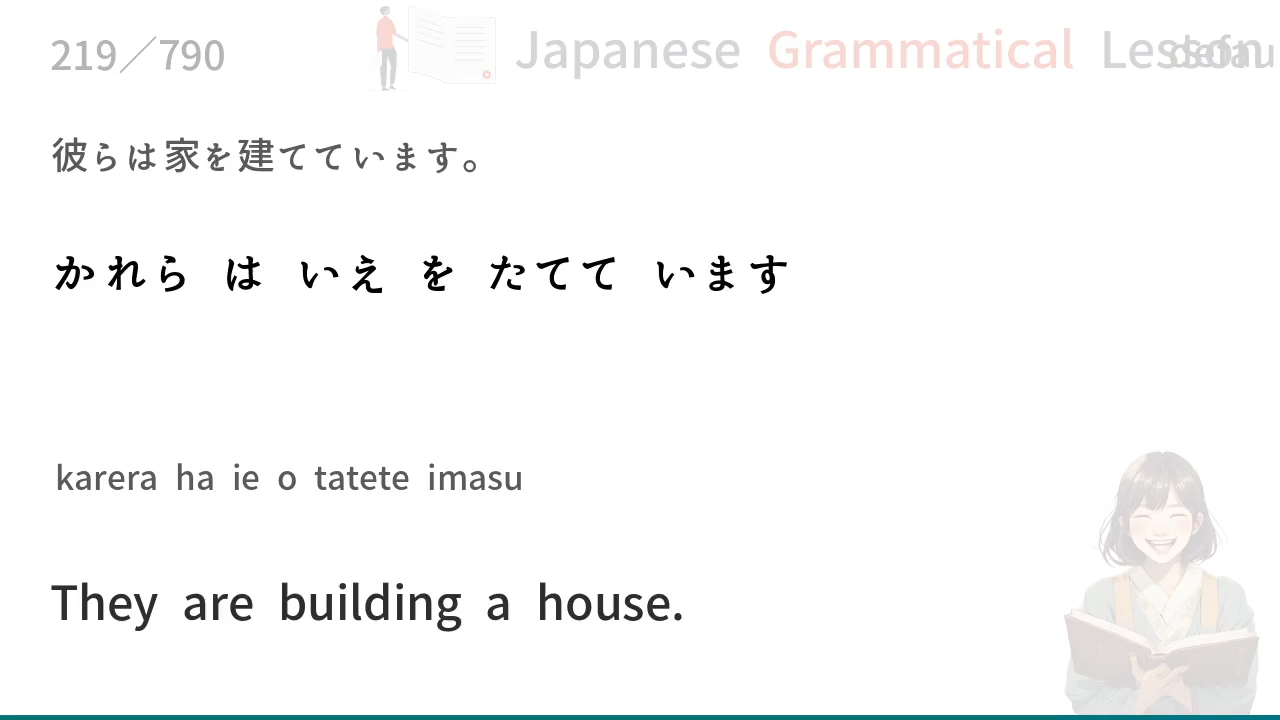 219／790
Japanese Grammatical Lesson
defau
彼らは家を建てています。
かれら は いえ を たてて います
karera ha ie o tatete imasu
They are building a house.